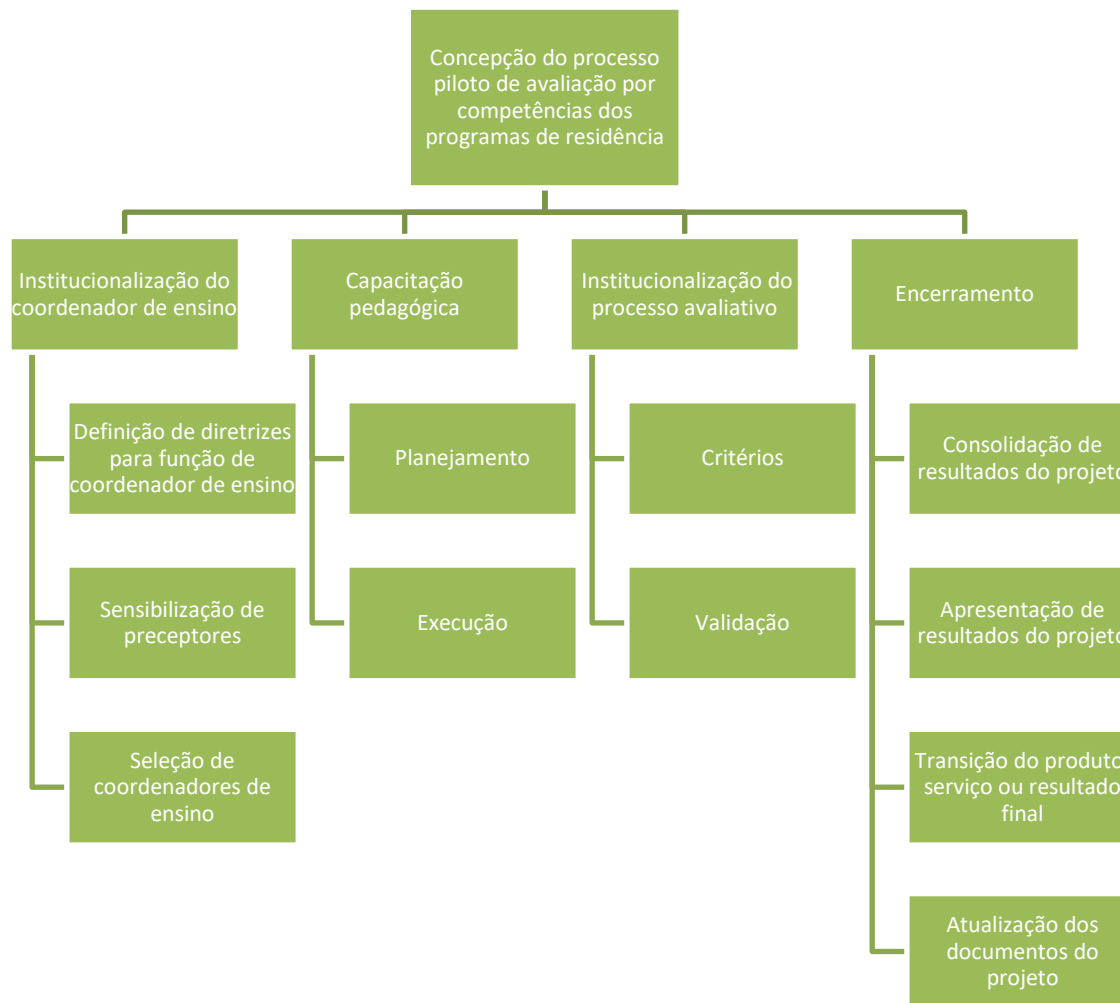 Concepção do processo
piloto de avaliação por
competências dos
programas de residência
Institucionalização do
coordenador de ensino
Capacitação
pedagógica
Institucionalização do
processo avaliativo
Encerramento
Definição de diretrizes
para função de
coordenador de ensino
Planejamento
Critérios
Consolidação de
resultados do projeto
Sensibilização de
preceptores
Execução
Validação
Apresentação de
resultados do projeto
Seleção de
coordenadores de
ensino
Transição do produto
serviço ou resultado
final
Atualização dos
documentos do
projeto